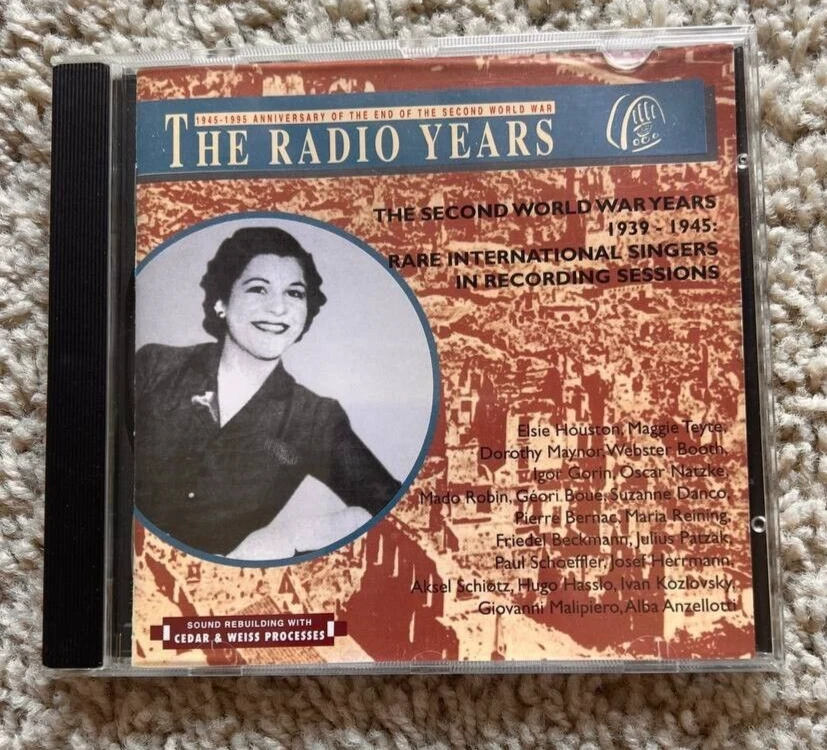 1945-1995 ANNIVERSARY OF THE END OF THE SECOND WORLD WAR
THE RADIO YEARS
THE SECOND WORLD WAR YEARS
1939 - 1945:
RARE INTERNATIONAL SINGERS
IN RECORDING SESSIONS
Elsie Houston, Maggie Teyte,
Dorothy Maynor, Webster Booth,
Igor Gorin, Oscar Natzke,
Mado Robin, Géori Boue, Suzanne Danco,
Pierre Bernac, Maria Reining,
Friedel Beckmann, Julius Patzak,
Paul Schoeffler, Josef Herrmann,
Aksel Schiötz, Hugo Hasslo, Ivan Kozlovsky,
Giovanni Malipiero, Alba Anzellotti
SOUND REBUILDING WITH
CEDAR & WEISS PROCESSES